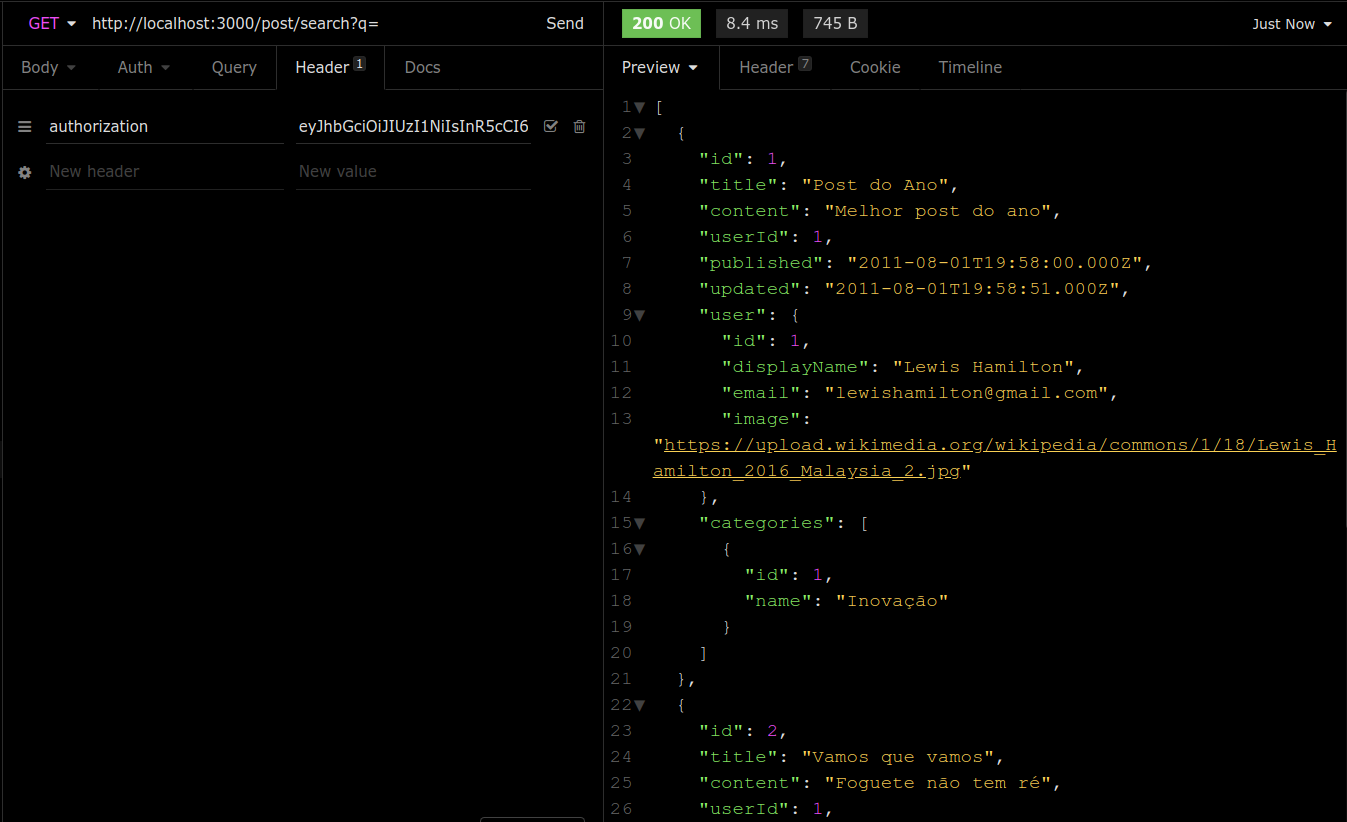 GET http://localhost:3000/post/search?q= Send
200 OK 8.4 ms 745 B Just Now
Body Auth Query Header 1 Docs
Preview Header 7 Cookie Timeline
authorization eyJhbGciOiJIUzI1NiIsInR5cCI6
New header New value
1 [
2 {
3 "id": 1,
4 "title": "Post do Ano",
5 "content": "Melhor post do ano",
6 "userId": 1,
7 "published": "2011-08-01T19:58:00.000Z",
8 "updated": "2011-08-01T19:58:51.000Z",
9 "user": {
10 "id": 1,
11 "displayName": "Lewis Hamilton",
12 "email": "lewishamilton@gmail.com",
13 "image":
"https://upload.wikimedia.org/wikipedia/commons/1/18/Lewis_H
amilton_2016_Malaysia_2.jpg"
14 },
15 "categories": [
16 {
17 "id": 1,
18 "name": "Inovação"
19 }
20 ]
21 },
22 {
23 "id": 2,
24 "title": "Vamos que vamos",
25 "content": "Foguete não tem ré",
26 "userId": 1,